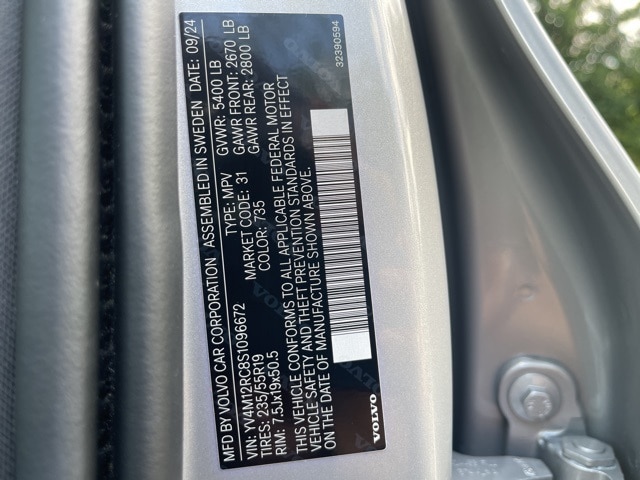 MFD BY VOLVO CAR CORPORATION ASSEMBLED IN SWEDEN DATE: 09/24
GVWR: 5400 LB
VIN: YV4M12RC8S1096672 TYPE: MPV GAWR FRONT: 2670 LB
TIRES: 235/55R19 MARKET CODE: 31 GAWR REAR: 2800 LB
RIM: 7.5Jx19x50.5 COLOR: 735
THIS VEHICLE CONFORMS TO ALL APPLICABLE FEDERAL MOTOR
VEHICLE SAFETY AND THEFT PREVENTION STANDARDS IN EFFECT
ON THE DATE OF MANUFACTURE SHOWN ABOVE.
32390594
VOLVO